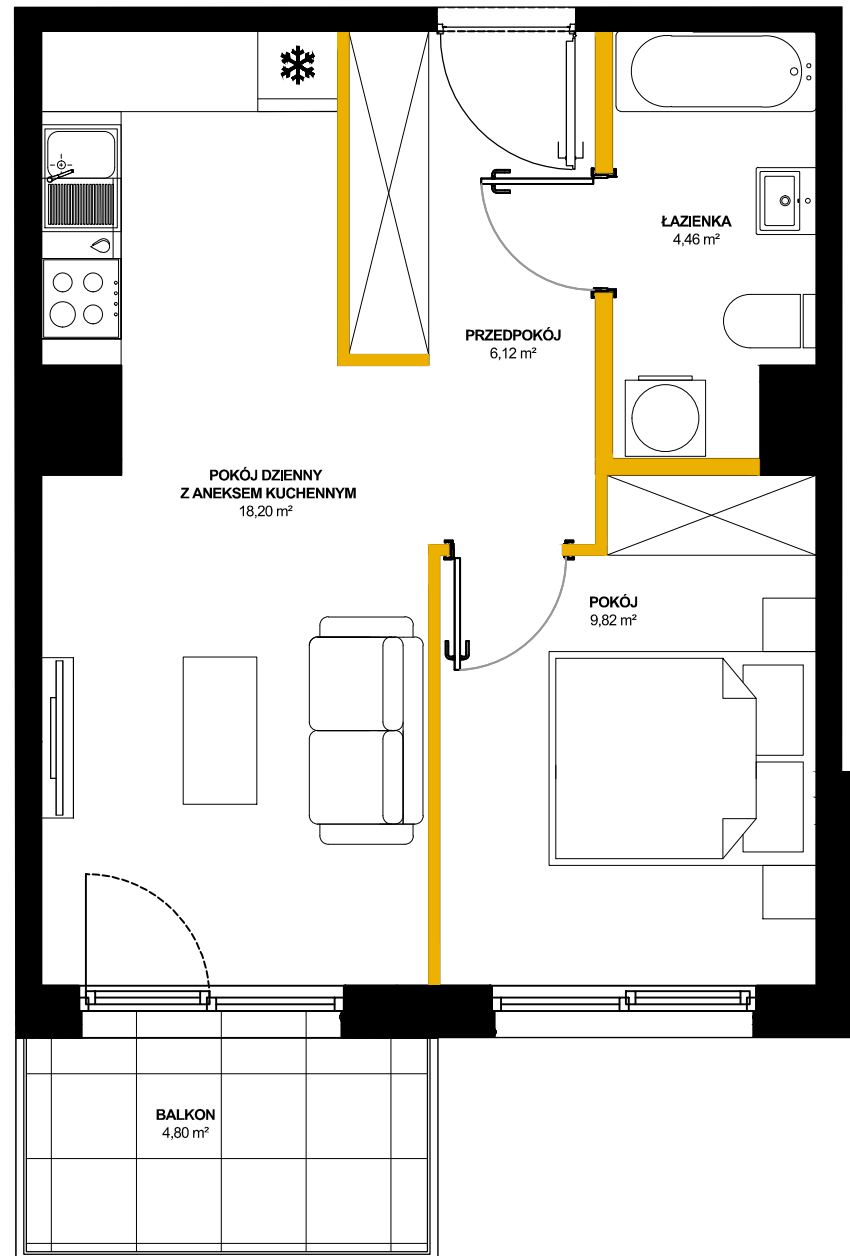 ŁAZIENKA
4,46 m²
PRZEDPOKÓJ
6,12 m²
POKÓJ DZIENNY
Z ANEKSEM KUCHENNYM
18,20 m²
POKÓJ
9,82 m²
BALKON
4,80 m²